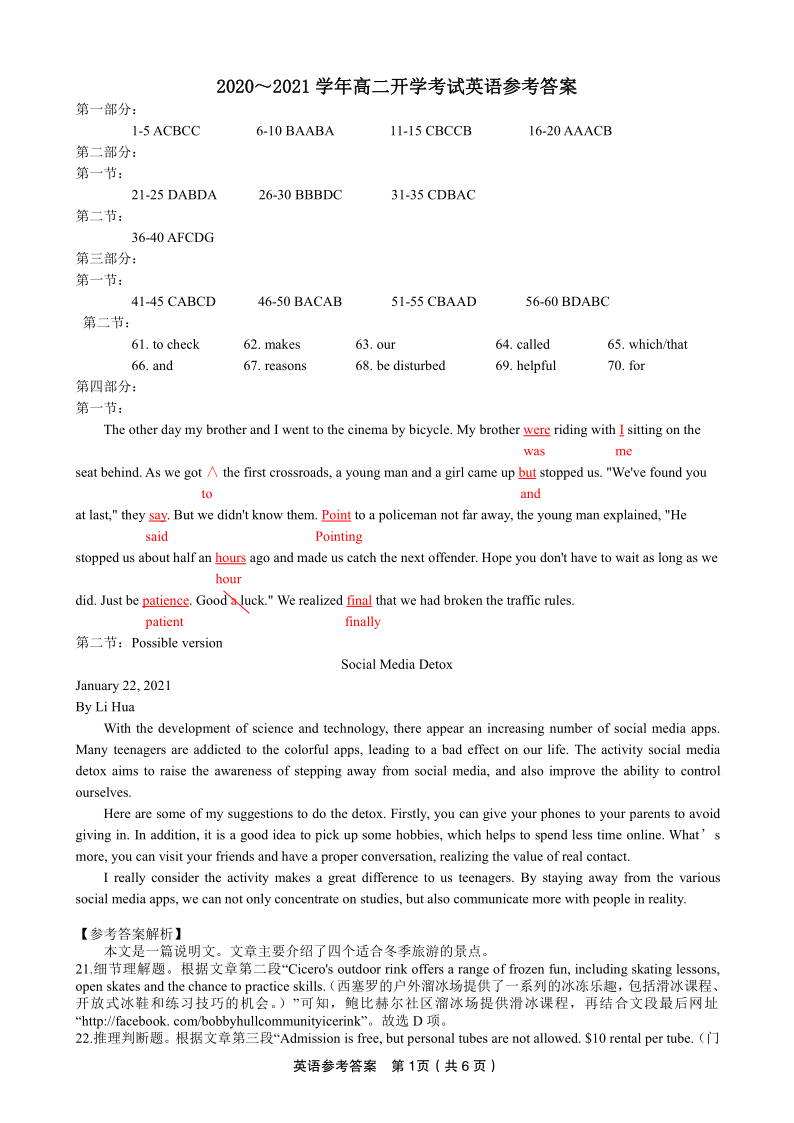 2020～2021 学年高二开学考试英语参考答案
第一部分：
1-5 ACBCC 6-10 BAABA 11-15 CBCCB 16-20 AAACB
第二部分：
第一节：
21-25 DABDA 26-30 BBBDC 31-35 CDBAC
第二节：
36-40 AFCDG
第三部分：
第一节：
41-45 CABCD 46-50 BACAB 51-55 CBAAD 56-60 BDABC
第二节：
61. to check 62. makes 63. our 64. called 65. which/that
66. and 67. reasons 68. be disturbed 69. helpful 70. for
第四部分：
第一节：
The other day my brother and I went to the cinema by bicycle. My brother were riding with I sitting on the
was me
seat behind. As we got ∧ the first crossroads, a young man and a girl came up but stopped us. "We've found you
to and
at last," they say. But we didn't know them. Point to a policeman not far away, the young man explained, "He
said Pointing
stopped us about half an hours ago and made us catch the next offender. Hope you don't have to wait as long as we
hour
did. Just be patience. Good a luck." We realized final that we had broken the traffic rules.
patient finally
第二节：Possible version
Social Media Detox
January 22, 2021
By Li Hua
With the development of science and technology, there appear an increasing number of social media apps.
Many teenagers are addicted to the colorful apps, leading to a bad effect on our life. The activity social media
detox aims to raise the awareness of stepping away from social media, and also improve the ability to control
ourselves.
Here are some of my suggestions to do the detox. Firstly, you can give your phones to your parents to avoid
giving in. In addition, it is a good idea to pick up some hobbies, which helps to spend less time online. What’s
more, you can visit your friends and have a proper conversation, realizing the value of real contact.
I really consider the activity makes a great difference to us teenagers. By staying away from the various
social media apps, we can not only concentrate on studies, but also communicate more with people in reality.
【参考答案解析】
本文是一篇说明文。文章主要介绍了四个适合冬季旅游的景点。
21.细节理解题。根据文章第二段“Cicero's outdoor rink offers a range of frozen fun, including skating lessons,
open skates and the chance to practice skills.（西塞罗的户外溜冰场提供了一系列的冰冻乐趣，包括滑冰课程、
开放式冰鞋和练习技巧的机会。）”可知，鲍比赫尔社区溜冰场提供滑冰课程，再结合文段最后网址
“http://facebook. com/bobbyhullcommunityicerink”。故选 D 项。
22.推理判断题。根据文章第三段“Admission is free, but personal tubes are not allowed. $10 rental per tube.（门
英语参考答案 第 1页（ 共 6 页）